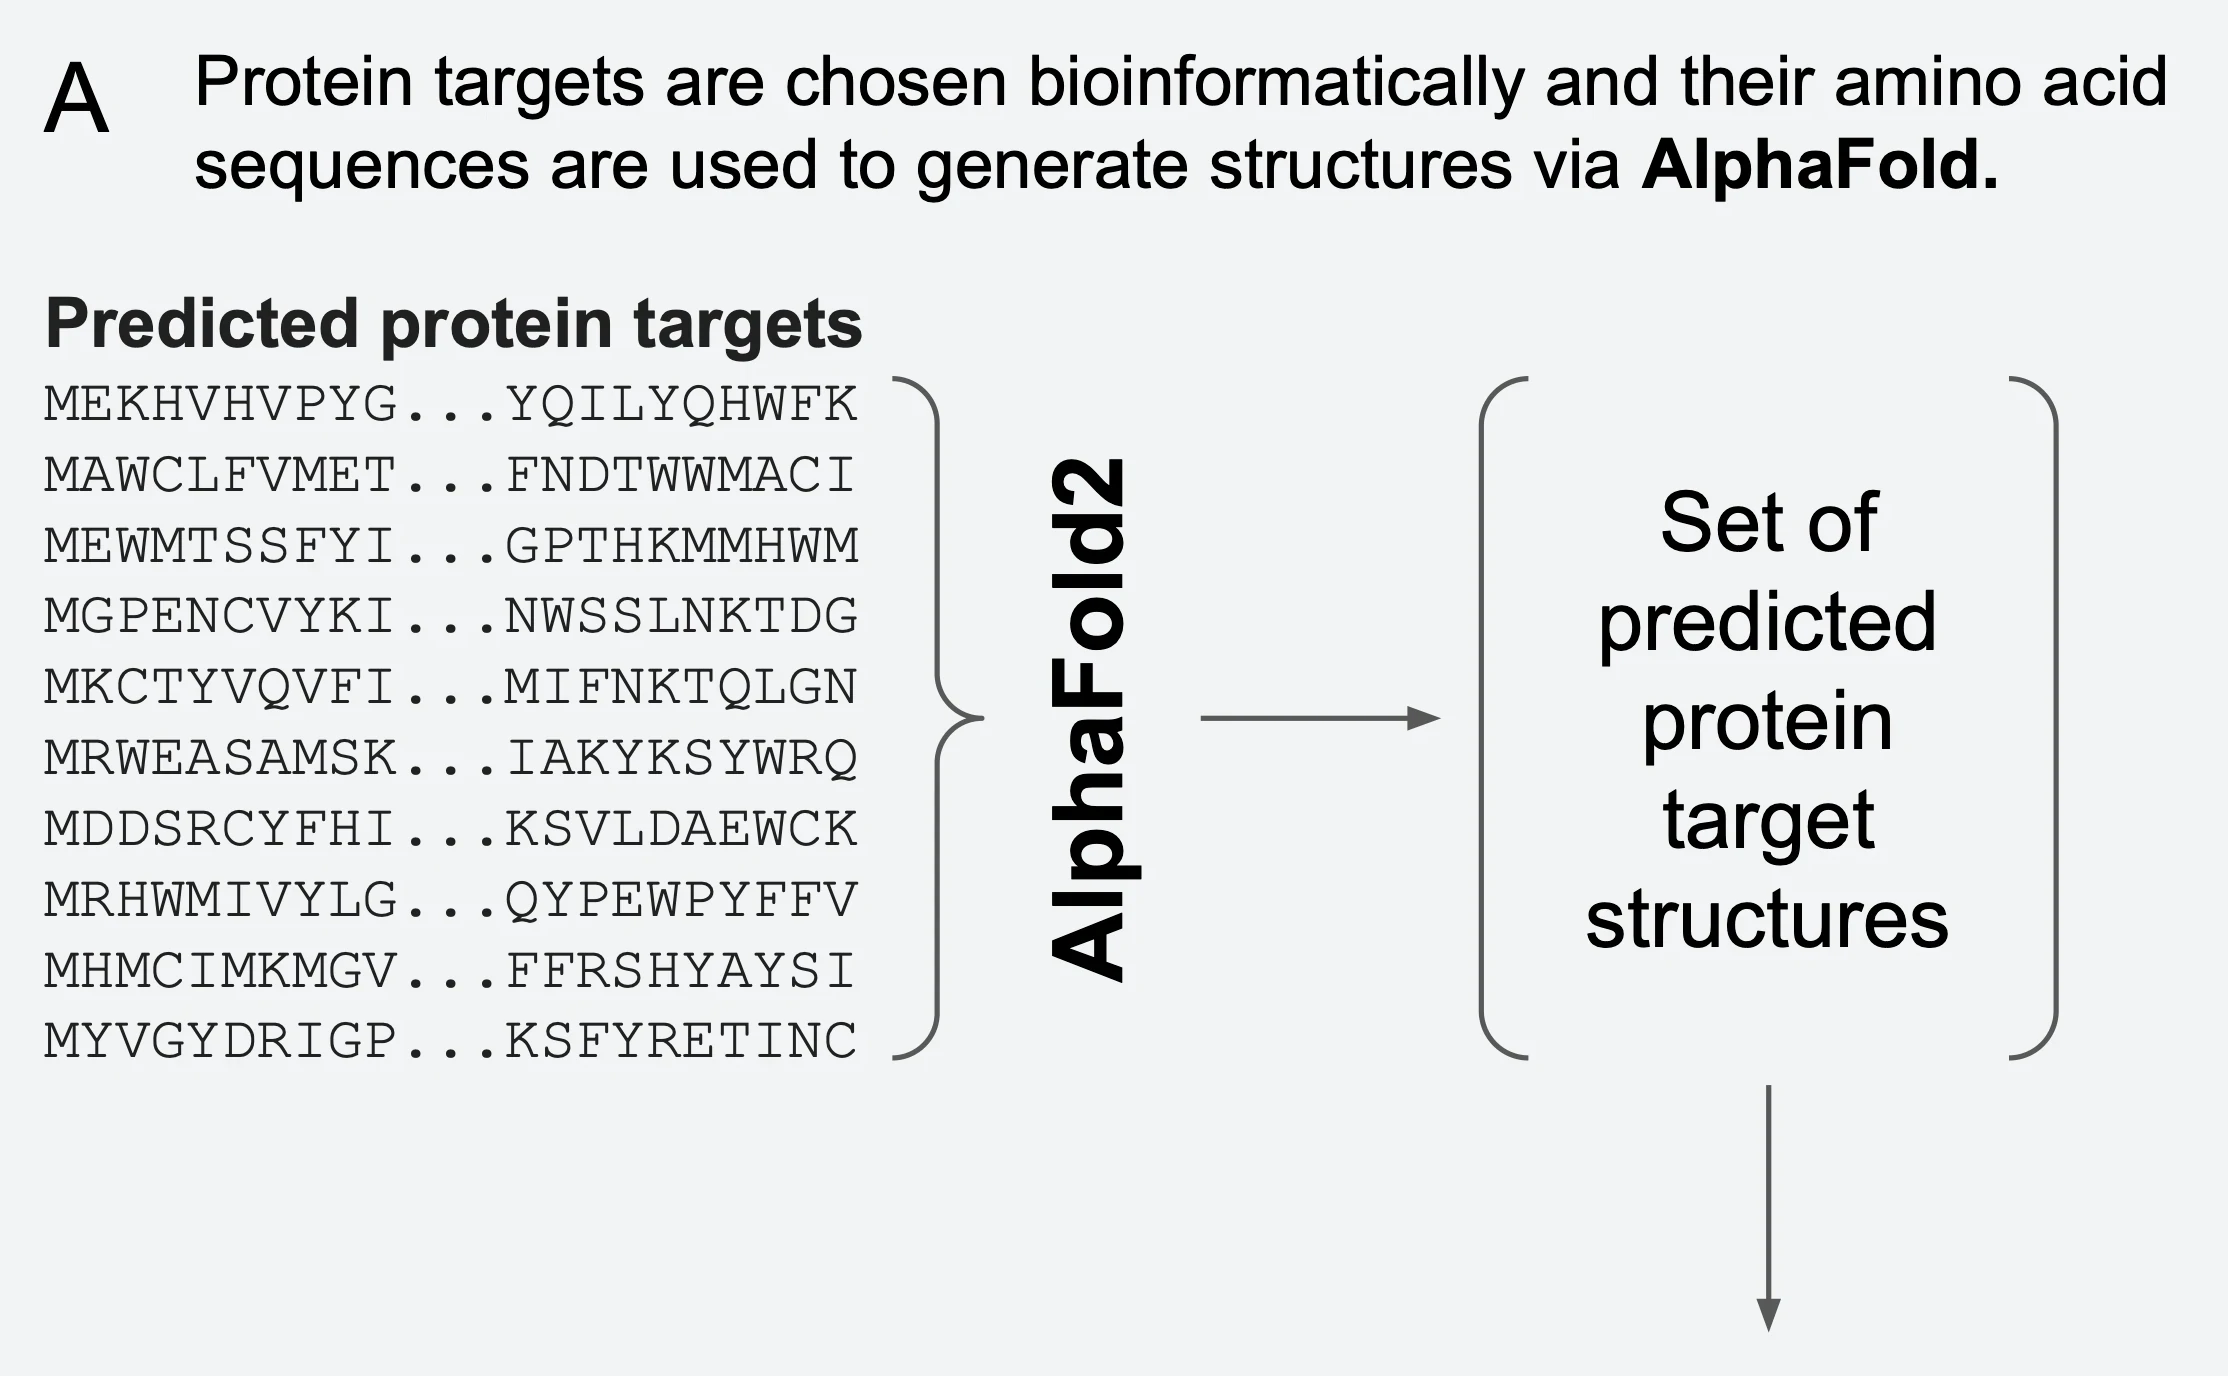 A
Protein targets are chosen bioinformatically and their amino acid
sequences are used to generate structures via AlphaFold.
Predicted protein targets
MEKHVHVPYG...YQILYQHWFK
MAWCLFVMET...FNDTWWMACI
MEWMTSSFYI...GPTHKMMHWM
MGPENCVYKI...NWSSLNKTDG
MKCTYVQVFI...MIFNKTQLGN
MRWEASAMSK...IAKYKSYWRQ
MDDSRCYFHI...KSVLDAEWCK
MRHWMIVYLG...QYPEWPYFFV
MHMCIMKMGV...FFRSHYAYSI
MYVGYDRIGP...KSFYRETINC
AlphaFold2
Set of
predicted
protein
target
structures